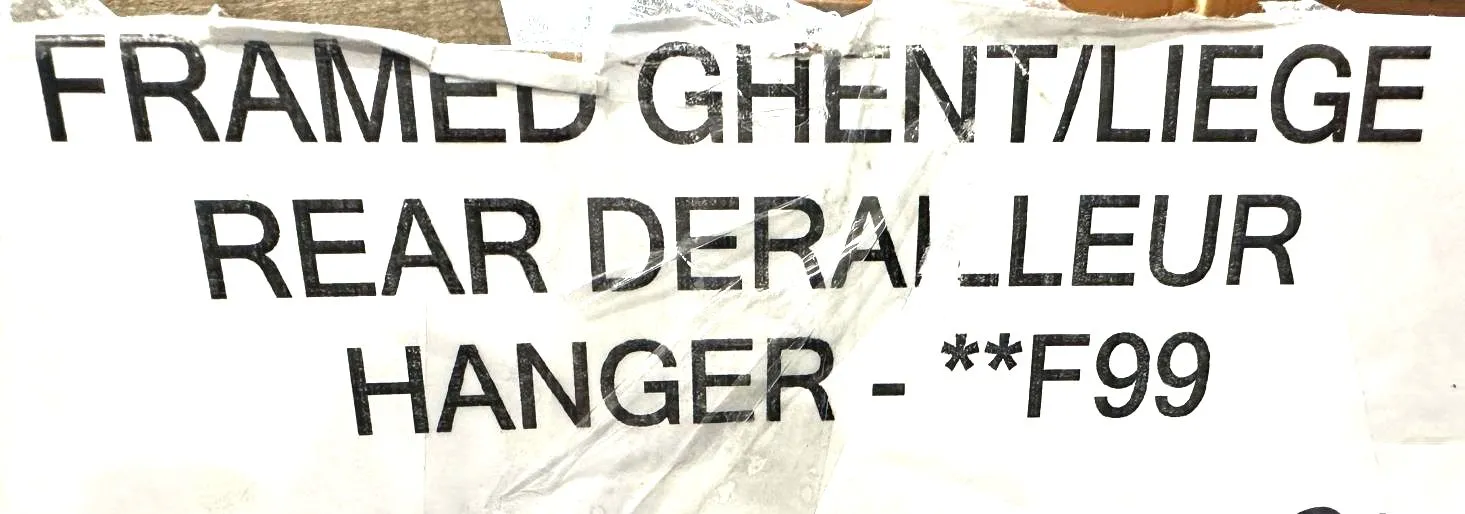 FRAMED GHENT/LIEGE
REAR DERAILLEUR
HANGER - **F99